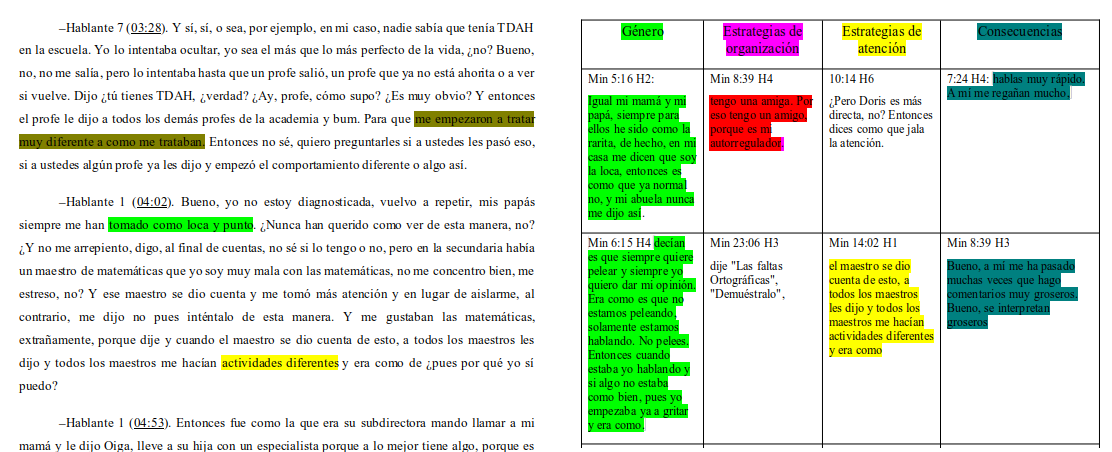 –Hablante 7 (03:28). Y sí, sí, o sea, por ejemplo, en mi caso, nadie sabía que tenía TDAH
en la escuela. Yo lo intentaba ocultar, yo sea el más que lo más perfecto de la vida, ¿no? Bueno,
no, no me salía, pero lo intentaba hasta que un profe salió, un profe que ya no está ahorita o a ver
si vuelve. Dijo ¿tú tienes TDAH, ¿verdad? ¿Ay, profe, cómo supo? ¿Es muy obvio? Y entonces
el profe le dijo a todos los demás profes de la academia y bum. Para que me empezaron a tratar
muy diferente a como me trataban. Entonces no sé, quiero preguntarles si a ustedes les pasó eso,
si a ustedes algún profe ya les dijo y empezó el comportamiento diferente o algo así.
–Hablante 1 (04:02). Bueno, yo no estoy diagnosticada, vuelvo a repetir, mis papás
siempre me han tomado como loca y punto. ¿Nunca han querido como ver de esta manera, no?
¿Y no me arrepiento, digo, al final de cuentas, no sé si lo tengo o no, pero en la secundaria había
un maestro de matemáticas que yo soy muy mala con las matemáticas, no me concentro bien, me
estreso, no? Y ese maestro se dio cuenta y me tomó más atención y en lugar de aislarme, al
contrario, me dijo no pues inténtalo de esta manera. Y me gustaban las matemáticas,
extrañamente, porque dije y cuando el maestro se dio cuenta de esto, a todos los maestros les
dijo y todos los maestros me hacían actividades diferentes y era como de ¿pues por qué yo sí
puedo?
–Hablante 1 (04:53). Entonces fue como la que era su subdirectora mando llamar a mi
mamá y le dijo Oiga, lleve a su hija con un especialista porque a lo mejor tiene algo, porque es
Género
Estrategias de
organización
Estrategias de
atención
Consecuencias
Min 5:16 H2:
Igual mi mamá y mi
papá, siempre para
ellos he sido como la
rarita, de hecho, en mi
casa me dicen que soy
la loca, entonces es
como que ya normal
no, y mi abuela nunca
me dijo así.
Min 8:39 H4
tengo una amiga. Por
eso tengo un amigo,
porque es mi
autorregulador.
10:14 H6
¿Pero Doris es más
directa, no? Entonces
dices como que jala
la atención.
7:24 H4: hablas muy rápido.
A mí me regañan mucho,
Min 6:15 H4 decían
es que siempre quiere
pelear y siempre yo
quiero dar mi opinión.
Era como es que no
estamos peleando,
solamente estamos
hablando. No pelees.
Entonces cuando
estaba yo hablando y
si algo no estaba
como bien, pues yo
empezaba ya a gritar
y era como.
Min 23:06 H3
dije "Las faltas
Ortográficas",
"Demuéstralo",
Min 14:02 H1
el maestro se dio
cuenta de esto, a
todos los maestros
les dijo y todos los
maestros me hacían
actividades diferentes
y era como
Min 8:39 H3
Bueno, a mi me ha pasado
muchas veces que hago
comentarios muy groseros.
Bueno, se interpretan
groseros